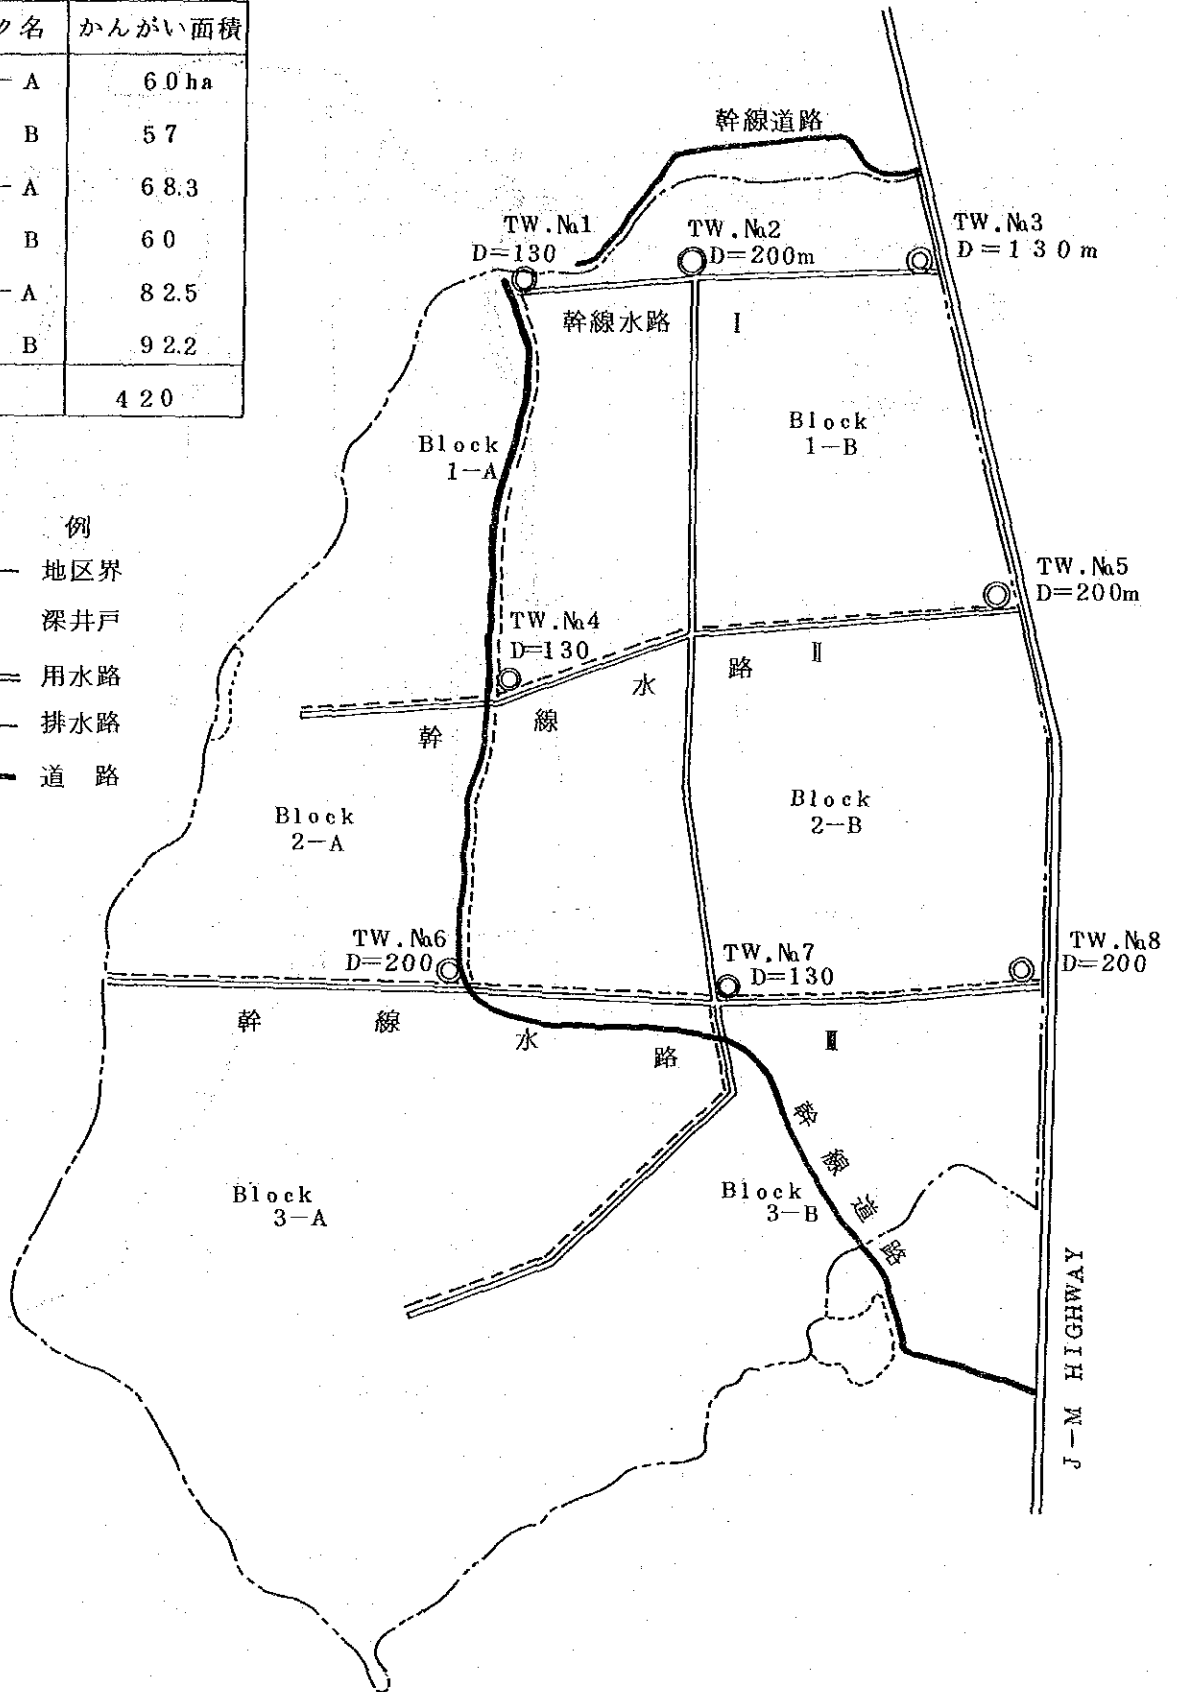 ク名 かんがい面積
-A 60ha
B 57
-A 68.3
B 60
-A 82.5
B 92.2
420
例
地区界
深井戸
用水路
排水路
道 路
幹線道路
TW.№1
D=130
TW.№2
D=200m
TW.№3
D=130m
幹線水路 Ⅰ
Block
1-A
Block
1-B
TW.№5
D=200m
TW.№4
D=130
幹線水路 Ⅱ
Block
2-A
Block
2-B
TW.№6
D=200
TW.№7
D=130
TW.№8
D=200
幹線水路 Ⅲ
幹線道路
Block
3-A
Block
3-B
J-M HIGHWAY